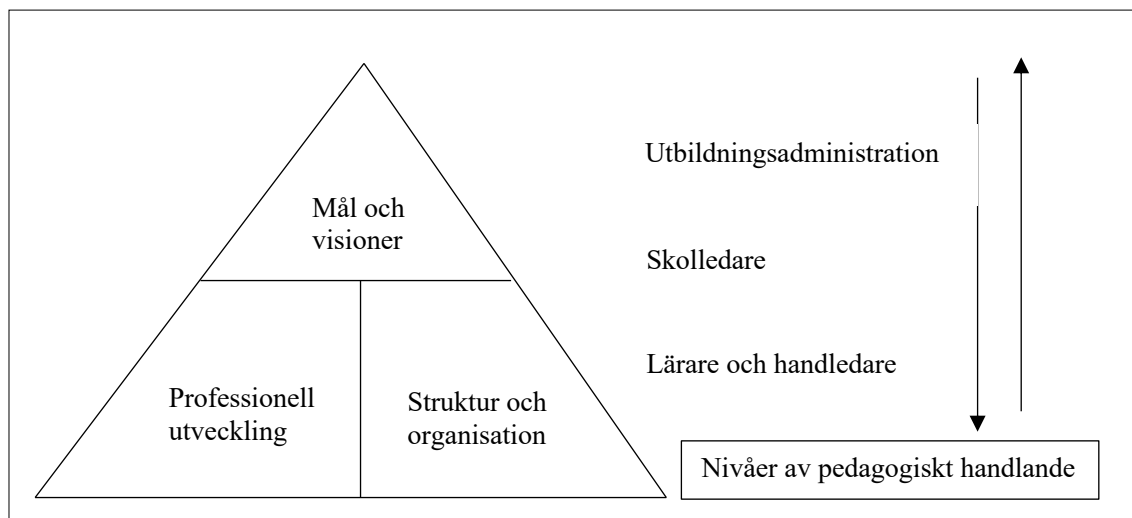 Mål och
visioner
Professionell
utveckling
Struktur och
organisation
Utbildningsadministration
Skolledare
Lärare och handledare
Nivåer av pedagogiskt handlande